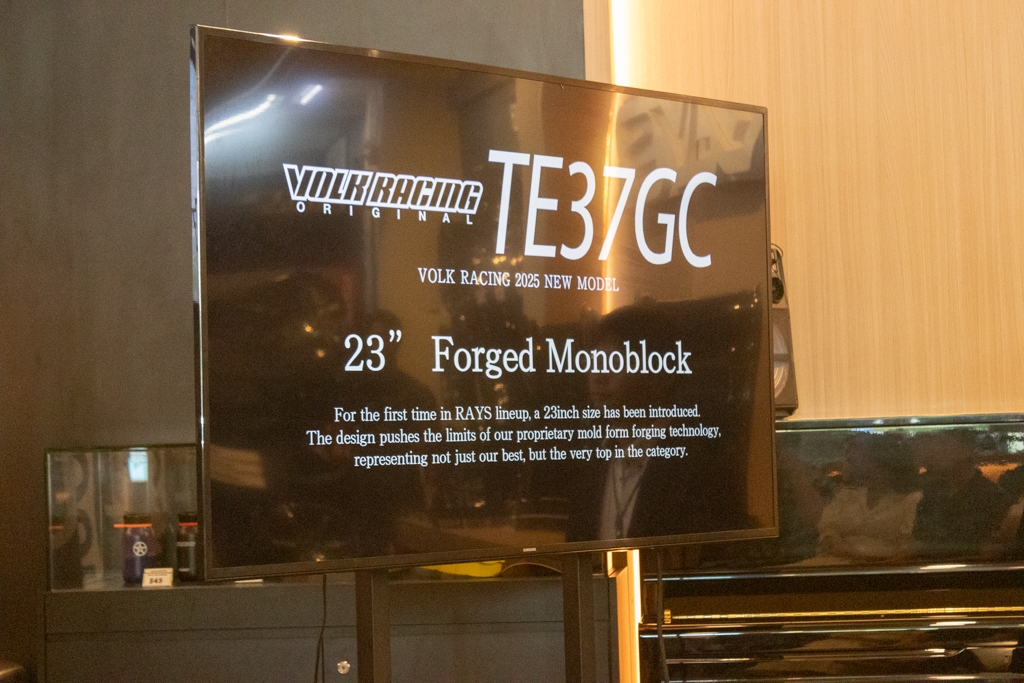 VOLK RACING
ORIGINAL
TE37GC
VOLK RACING 2025 NEW MODEL
23” Forged Monoblock
For the first time in RAYS lineup, a 23inch size has been introduced.
The design pushes the limits of our proprietary mold form forging technology,
representing not just our best, but the very top in the category.
SAMSUNG